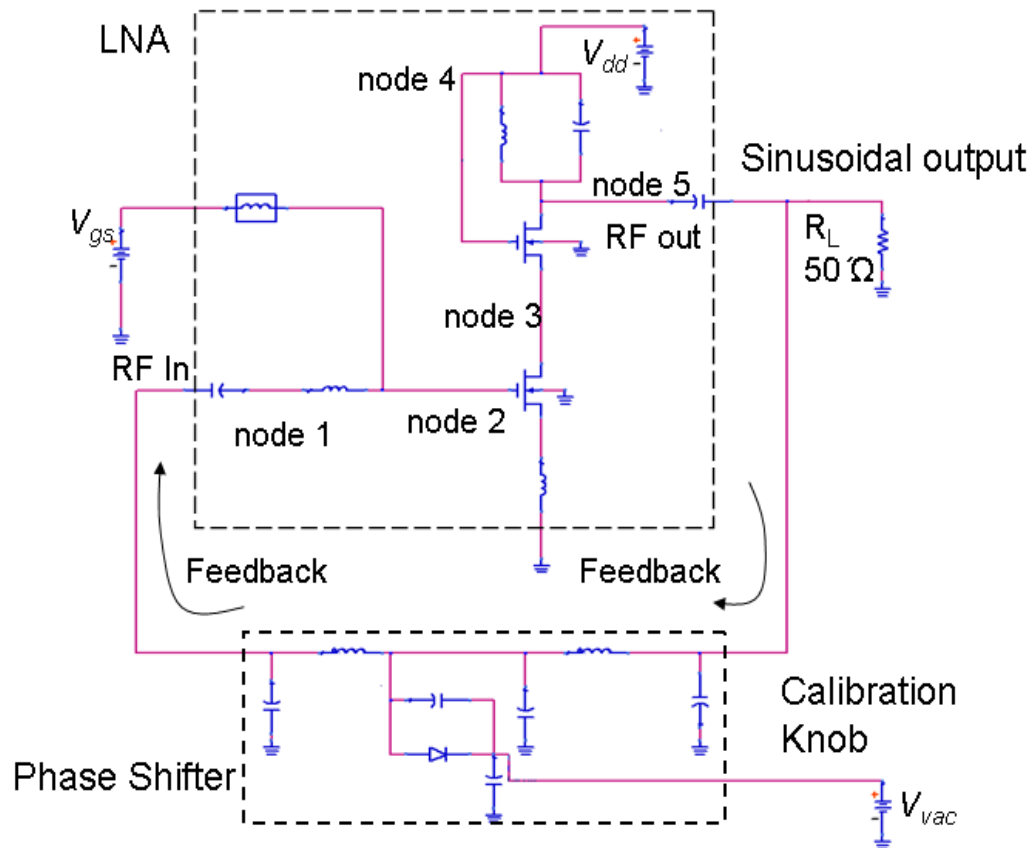 LNA
V_dd
node 4
Sinusoidal output
node 5
V_gs
RF out
R_L
50 Ω
node 3
RF In
node 1
node 2
Feedback
Feedback
Calibration
Knob
Phase Shifter
V_vac